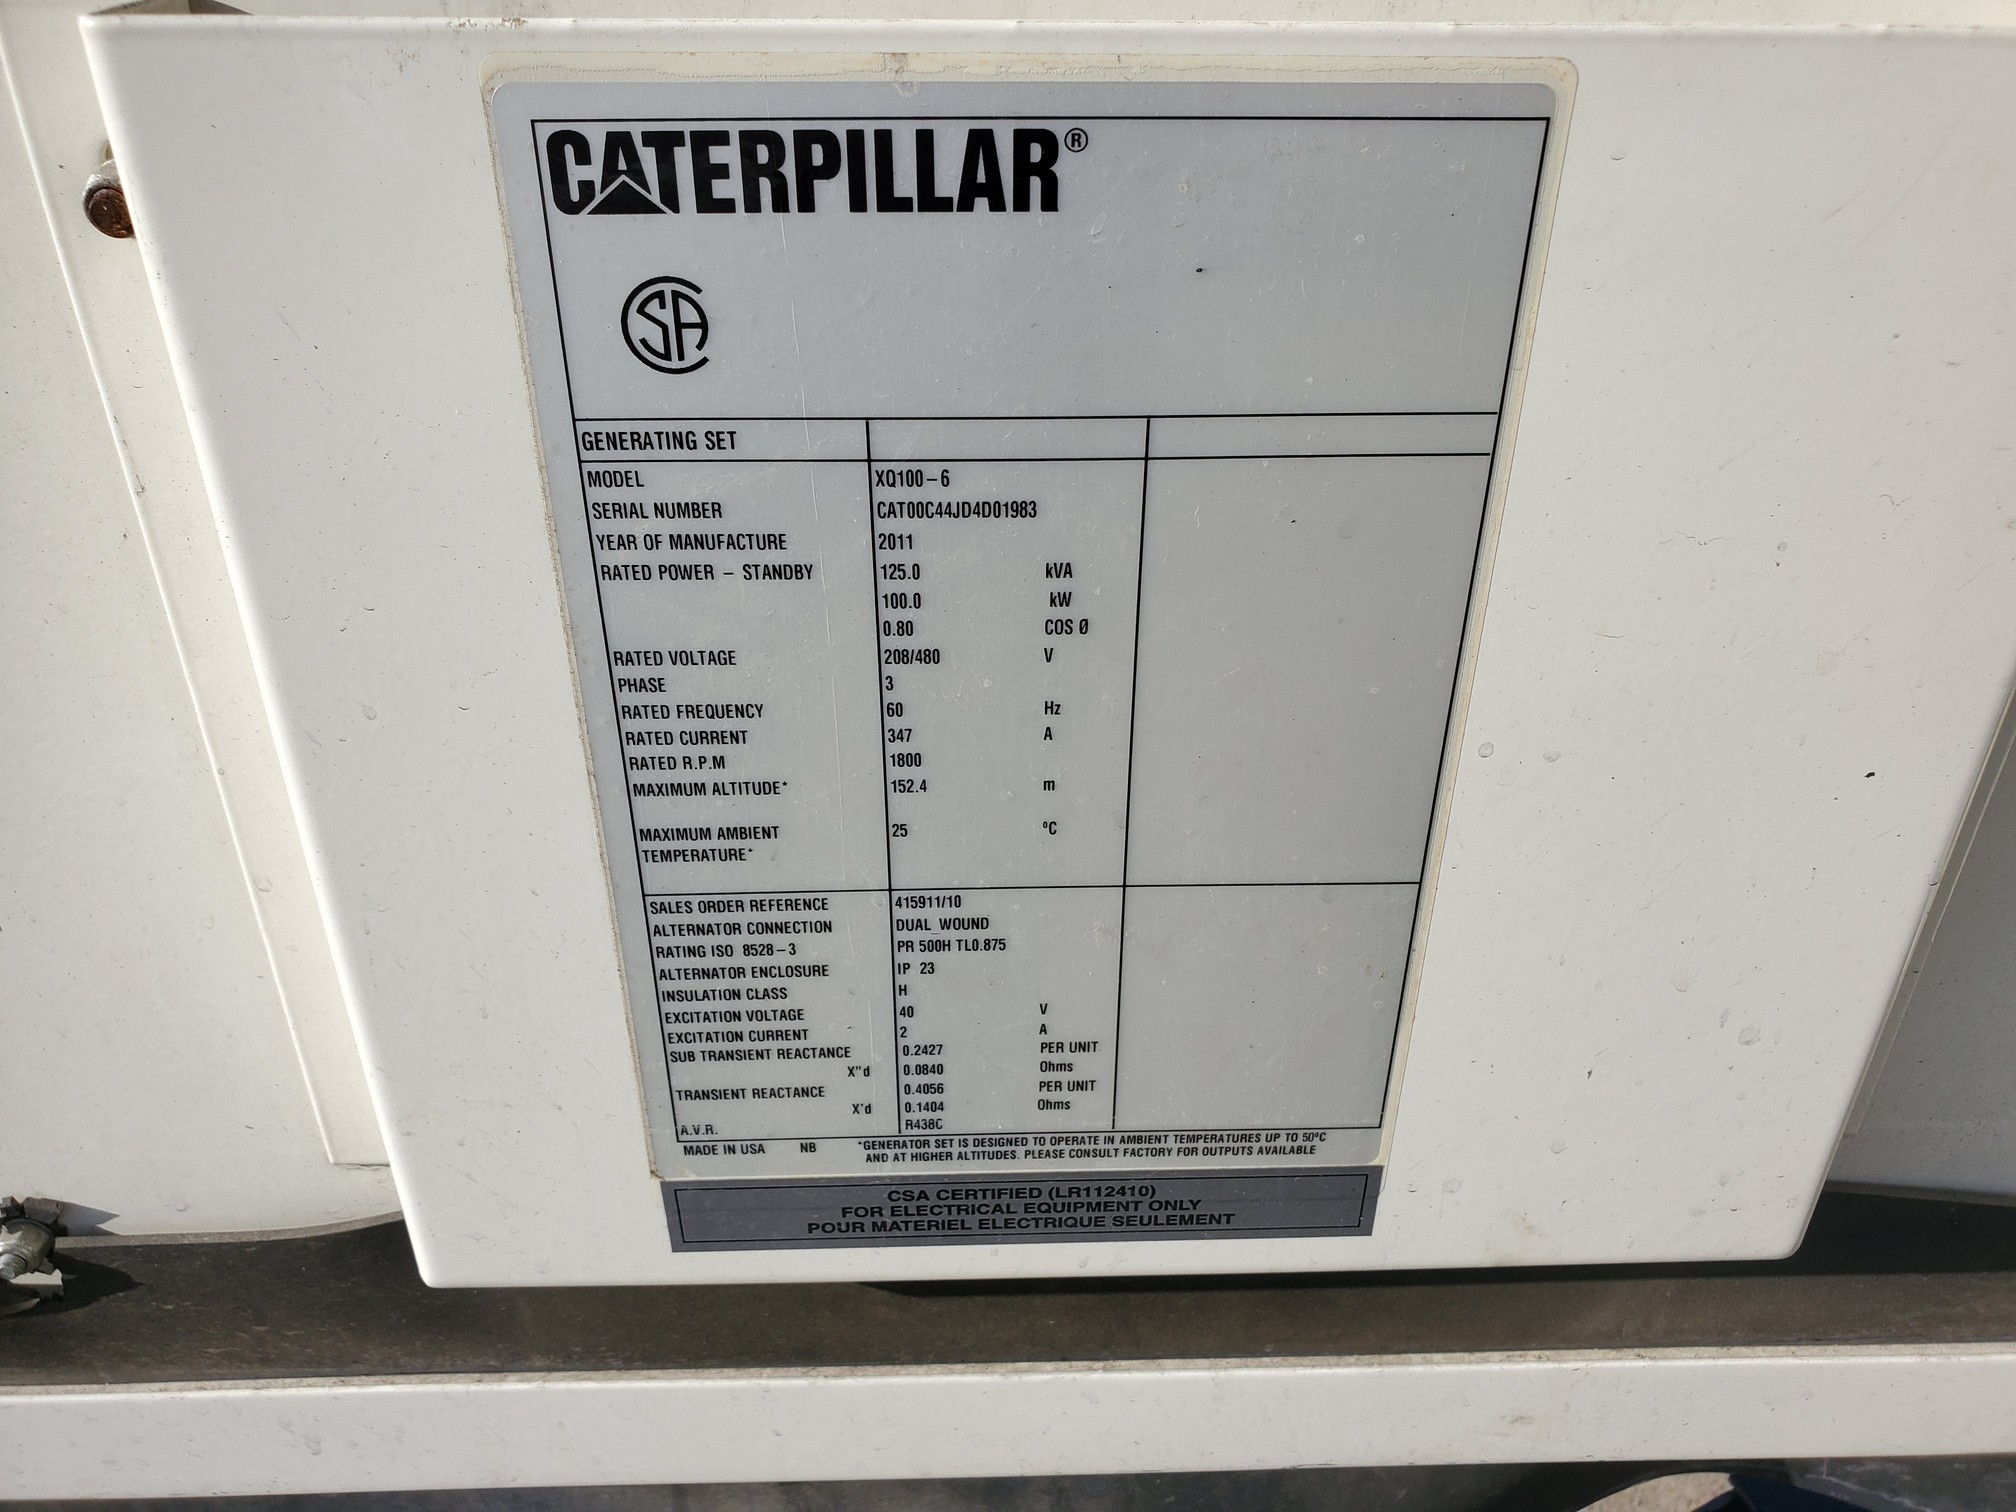 CATERPILLAR®
CSA
GENERATING SET
MODEL XQ100-6
SERIAL NUMBER CAT00C44JD4D01983
YEAR OF MANUFACTURE 2011
RATED POWER - STANDBY 125.0 kVA
100.0 kW
0.80 COS Ø
RATED VOLTAGE 208/480 V
PHASE 3
RATED FREQUENCY 60 Hz
RATED CURRENT 347 A
RATED R.P.M 1800
MAXIMUM ALTITUDE* 152.4 m
MAXIMUM AMBIENT 25 ºC
TEMPERATURE*
SALES ORDER REFERENCE 415911/10
ALTERNATOR CONNECTION DUAL_WOUND
RATING ISO 8528-3 PR 500H TL0.875
ALTERNATOR ENCLOSURE IP 23
INSULATION CLASS H
EXCITATION VOLTAGE 40 V
EXCITATION CURRENT 2 A
SUB TRANSIENT REACTANCE 0.2427 PER UNIT
X"d 0.0840 Ohms
TRANSIENT REACTANCE 0.4056 PER UNIT
X'd 0.1404 Ohms
A.V.R. R438C
MADE IN USA NB *GENERATOR SET IS DESIGNED TO OPERATE IN AMBIENT TEMPERATURES UP TO 50ºC
AND AT HIGHER ALTITUDES. PLEASE CONSULT FACTORY FOR OUTPUTS AVAILABLE
CSA CERTIFIED (LR112410)
FOR ELECTRICAL EQUIPMENT ONLY
POUR MATERIEL ELECTRIQUE SEULEMENT